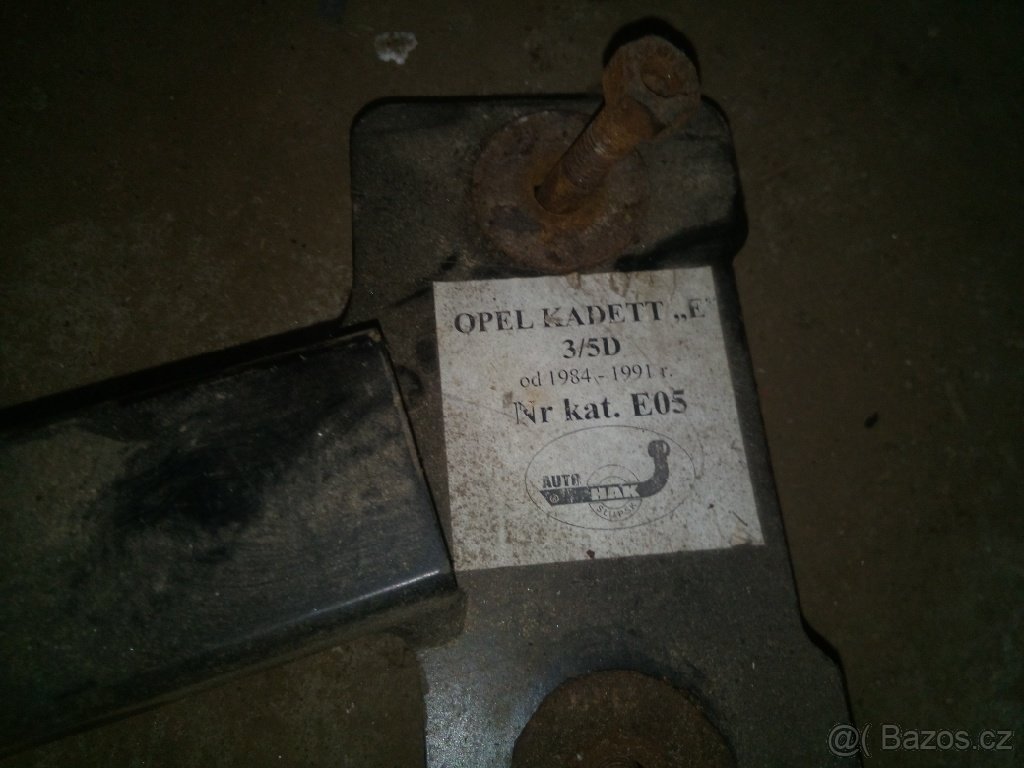 OPEL KADETT „E”
3/5D
od 1984 - 1991 r.
Nr kat. E05
AUTO
HAK
SŁUPSK
@( Bazos.cz